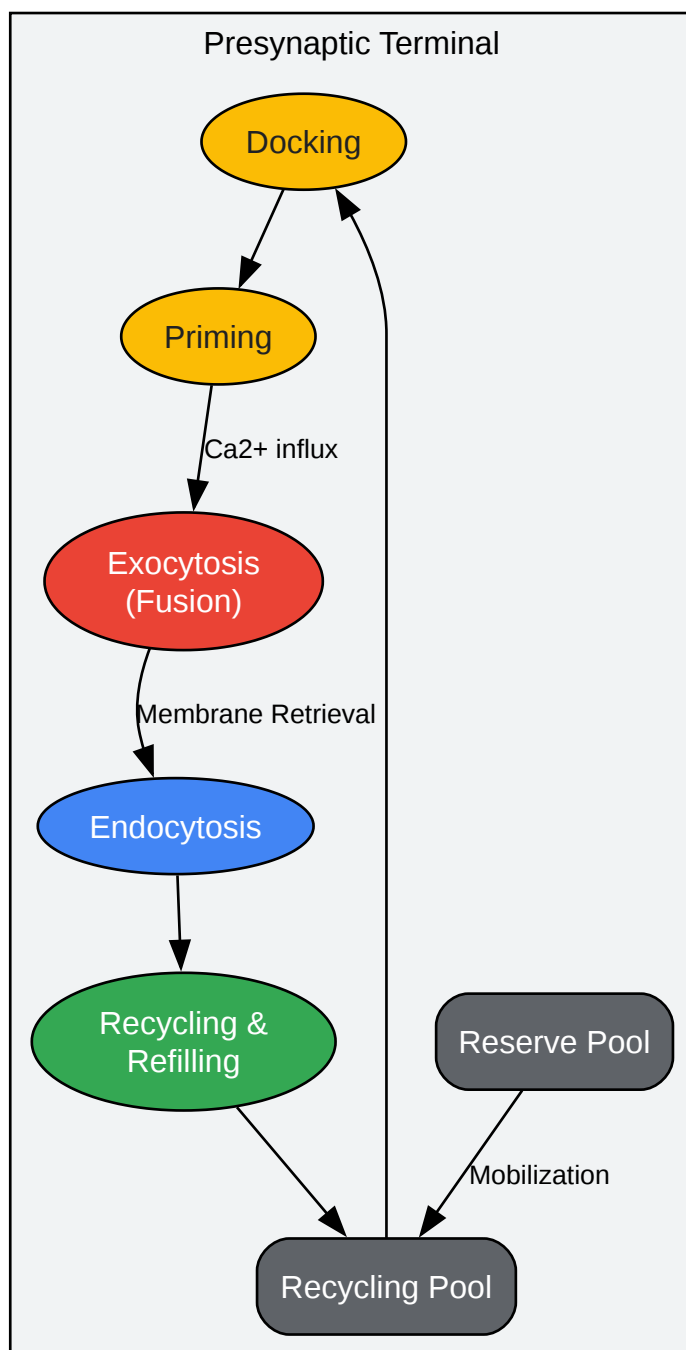 Presynaptic Terminal
Docking
Priming
Ca2+ influx
Exocytosis
(Fusion)
Membrane Retrieval
Endocytosis
Recycling &
Refilling
Reserve Pool
Mobilization
Recycling Pool